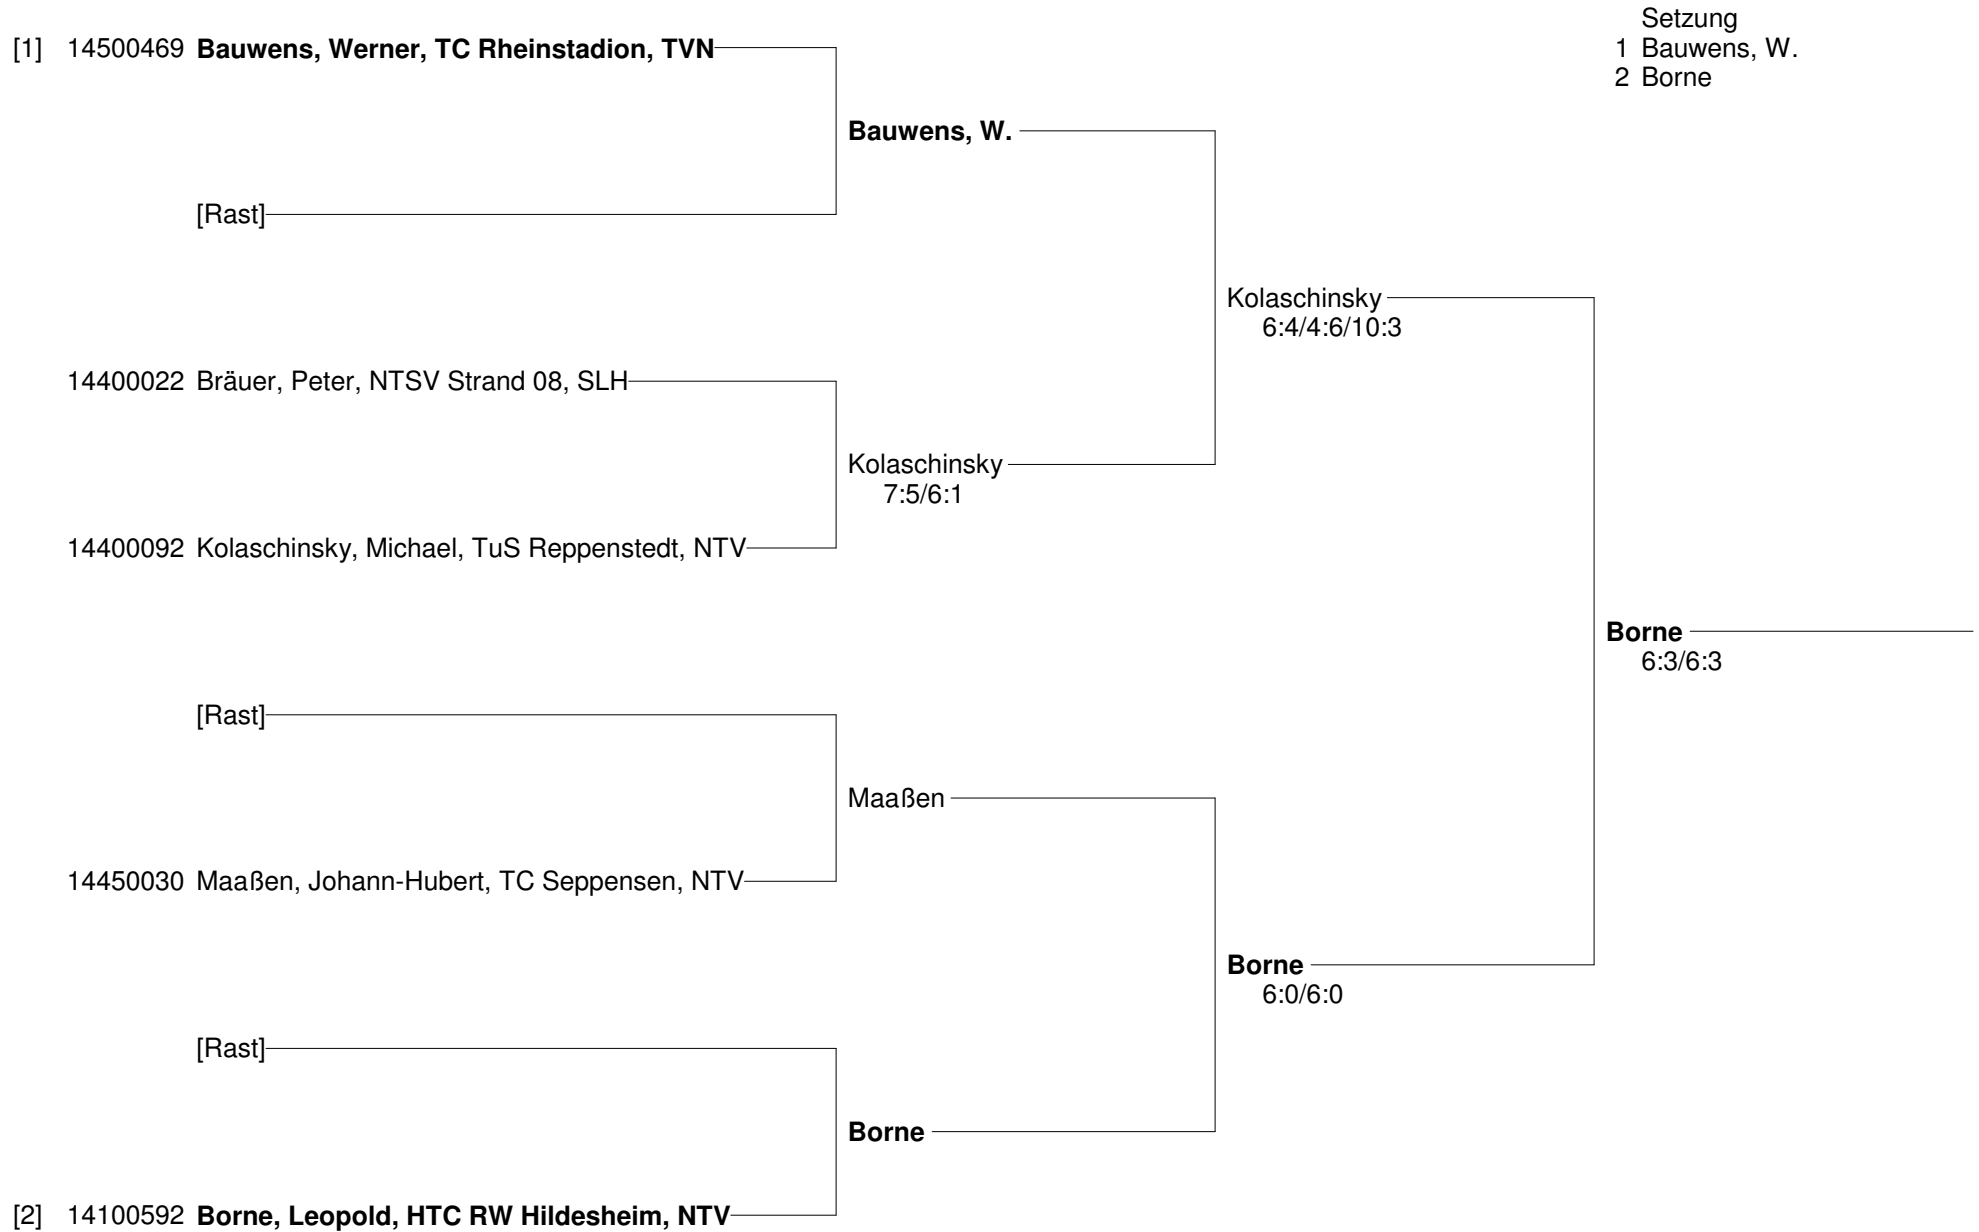 Setzung
[1] 14500469 Bauwens, Werner, TC Rheinstadion, TVN
1 Bauwens, W.
2 Borne
Bauwens, W.
[Rast]
Kolaschinsky
6:4/4:6/10:3
14400022 Bräuer, Peter, NTSV Strand 08, SLH
Kolaschinsky
7:5/6:1
14400092 Kolaschinsky, Michael, TuS Reppenstedt, NTV
Borne
6:3/6:3
[Rast]
Maaßen
14450030 Maaßen, Johann-Hubert, TC Seppensen, NTV
Borne
6:0/6:0
[Rast]
Borne
[2] 14100592 Borne, Leopold, HTC RW Hildesheim, NTV